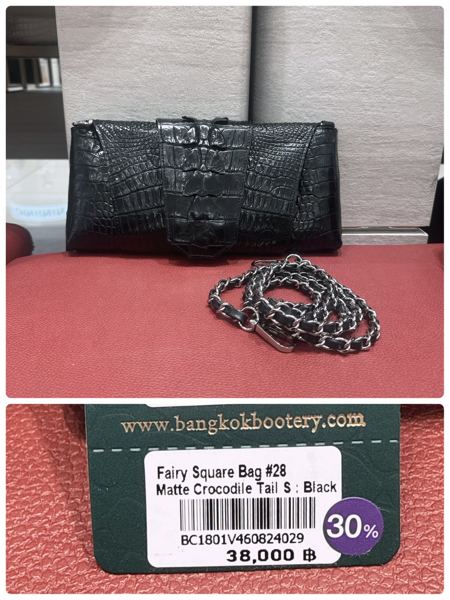 www.bangkokbootery.com
Fairy Square Bag #28
Matte Crocodile Tail S : Black
BC1801V460824029
38,000 ฿
30%